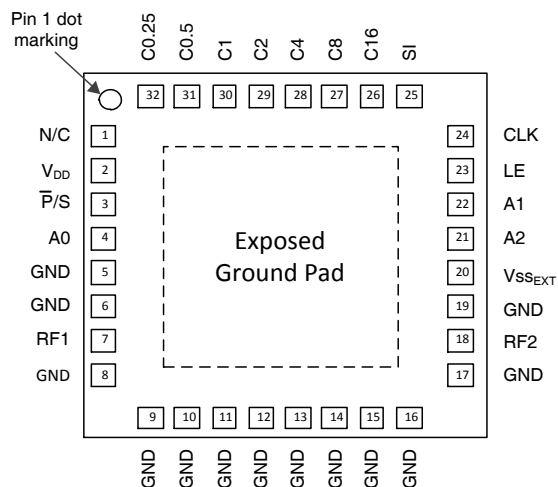 Pin 1 dot
marking
C0.25
C0.5
C1
C2
C4
C8
C16
SI
32
31
30
29
28
27
26
25
N/C
1
24
CLK
VDD
2
23
LE
P̅/S
3
22
A1
A0
4
21
A2
GND
5
20
VssEXT
GND
6
19
GND
RF1
7
18
RF2
GND
8
17
GND
Exposed
Ground Pad
9
10
11
12
13
14
15
16
GND
GND
GND
GND
GND
GND
GND
GND